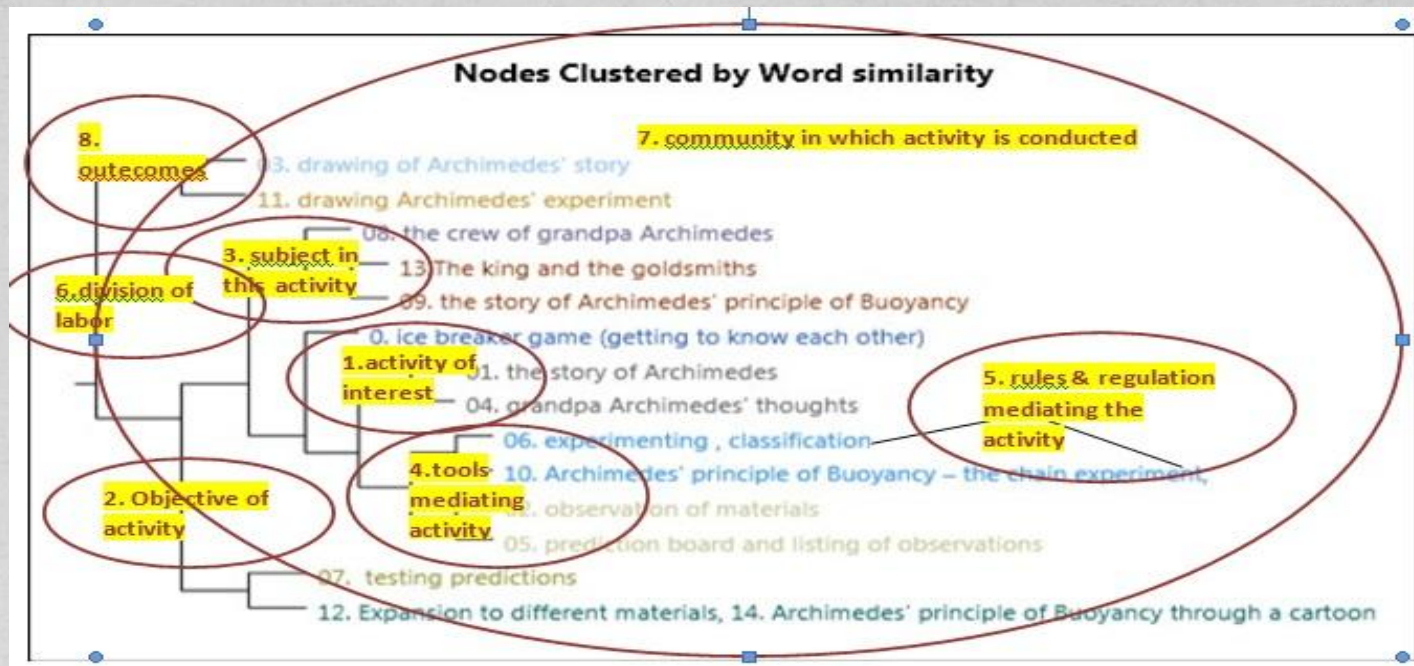 Nodes Clustered by Word similarity
8.
outecomes
7. community in which activity is conducted
03. drawing of Archimedes' story
11. drawing Archimedes' experiment
08. the crew of grandpa Archimedes
3. subject in
this activity
13.The king and the goldsmiths
09. the story of Archimedes' principle of Buoyancy
6.division of
labor
0. ice breaker game (getting to know each other)
1.activity of
interest
01. the story of Archimedes
04. grandpa Archimedes' thoughts
5. rules & regulation
mediating the
activity
06. experimenting , classification
4.tools
mediating
activity
10. Archimedes' principle of Buoyancy – the chain experiment,
02. observation of materials
05. prediction board and listing of observations
2. Objective of
activity
07. testing predictions
12. Expansion to different materials, 14. Archimedes' principle of Buoyancy through a cartoon